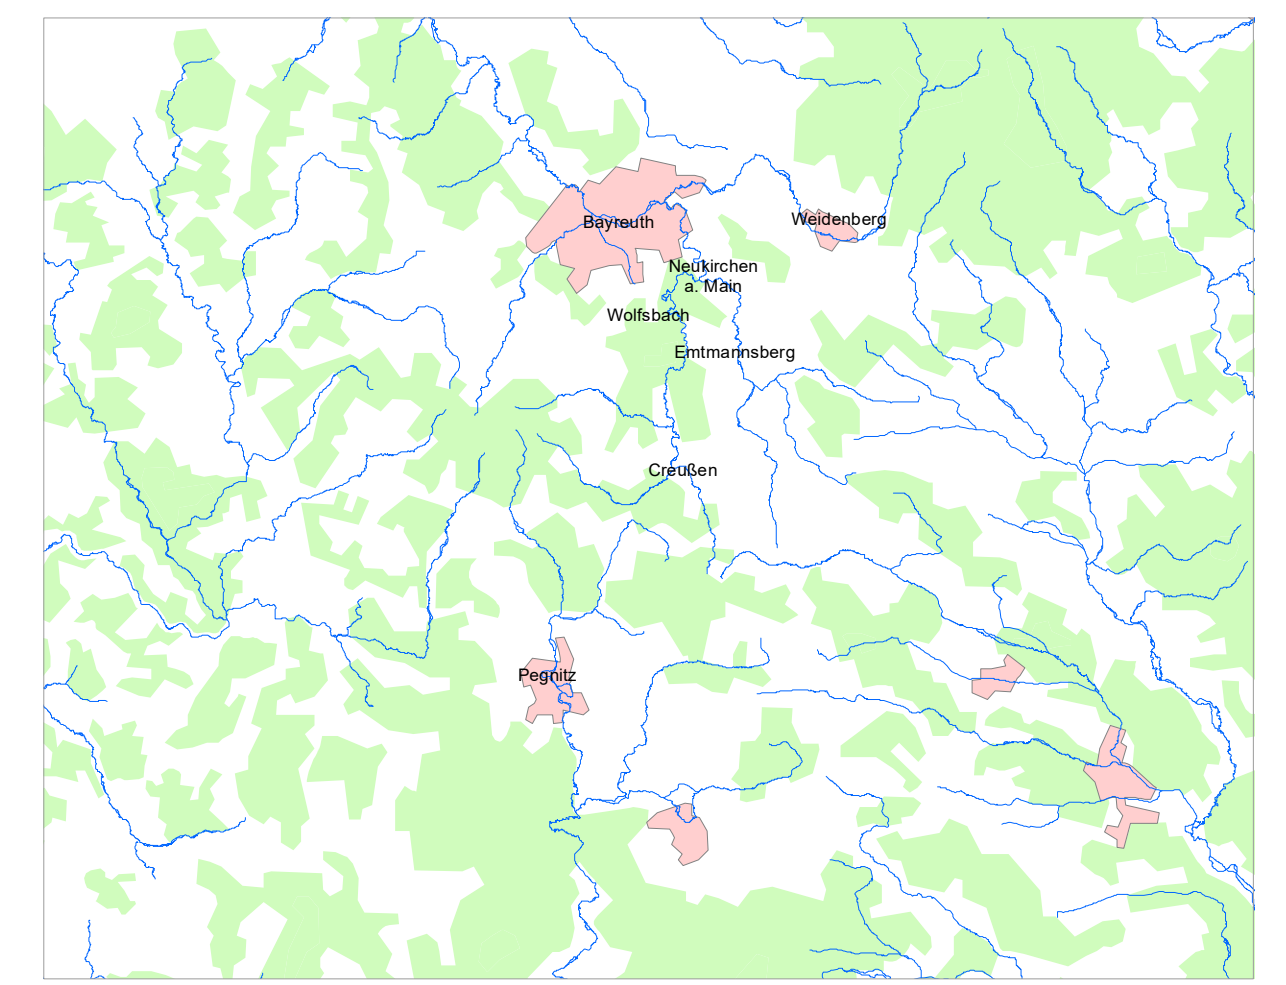 Weidenberg
Bayreuth
Neukirchen
a. Main
Wolfsbach
Emtmannsberg
Creußen
Pegnitz